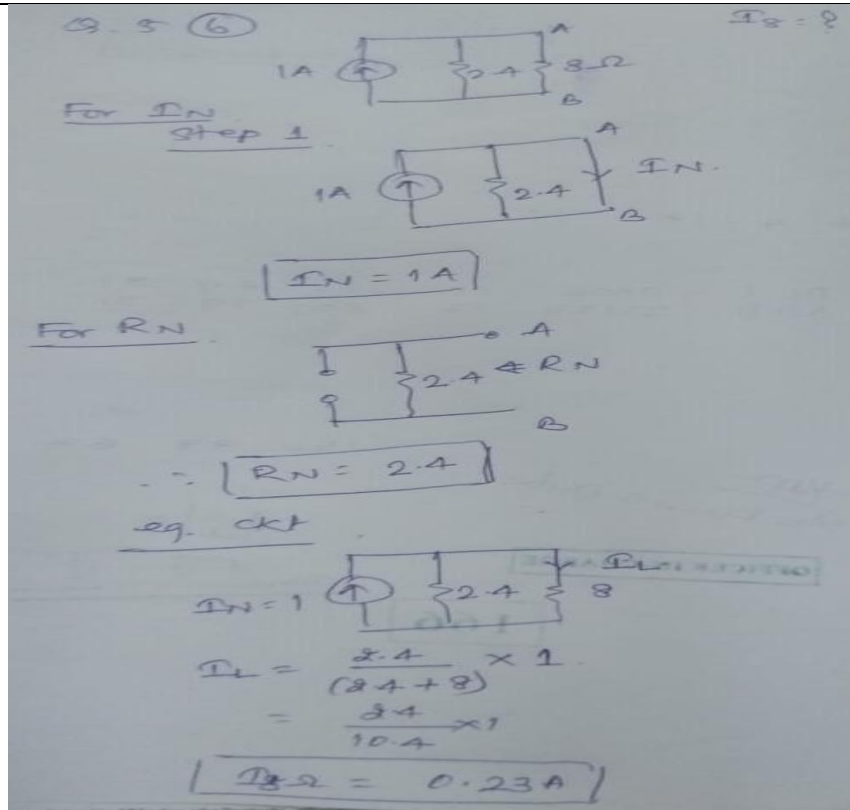 Q. 5 (6) I8 = ?
A
1A 2.4 8Ω
B
For IN
Step 1.
A
1A 2.4 IN.
B
IN = 1A
For RN.
A
2.4 ← RN
B
∴ RN = 2.4
eq. ckt
IL
IN = 1 2.4 8
IL = 2.4 / (2.4 + 8) × 1.
= 2.4 / 10.4 × 1
I8Ω = 0.23A